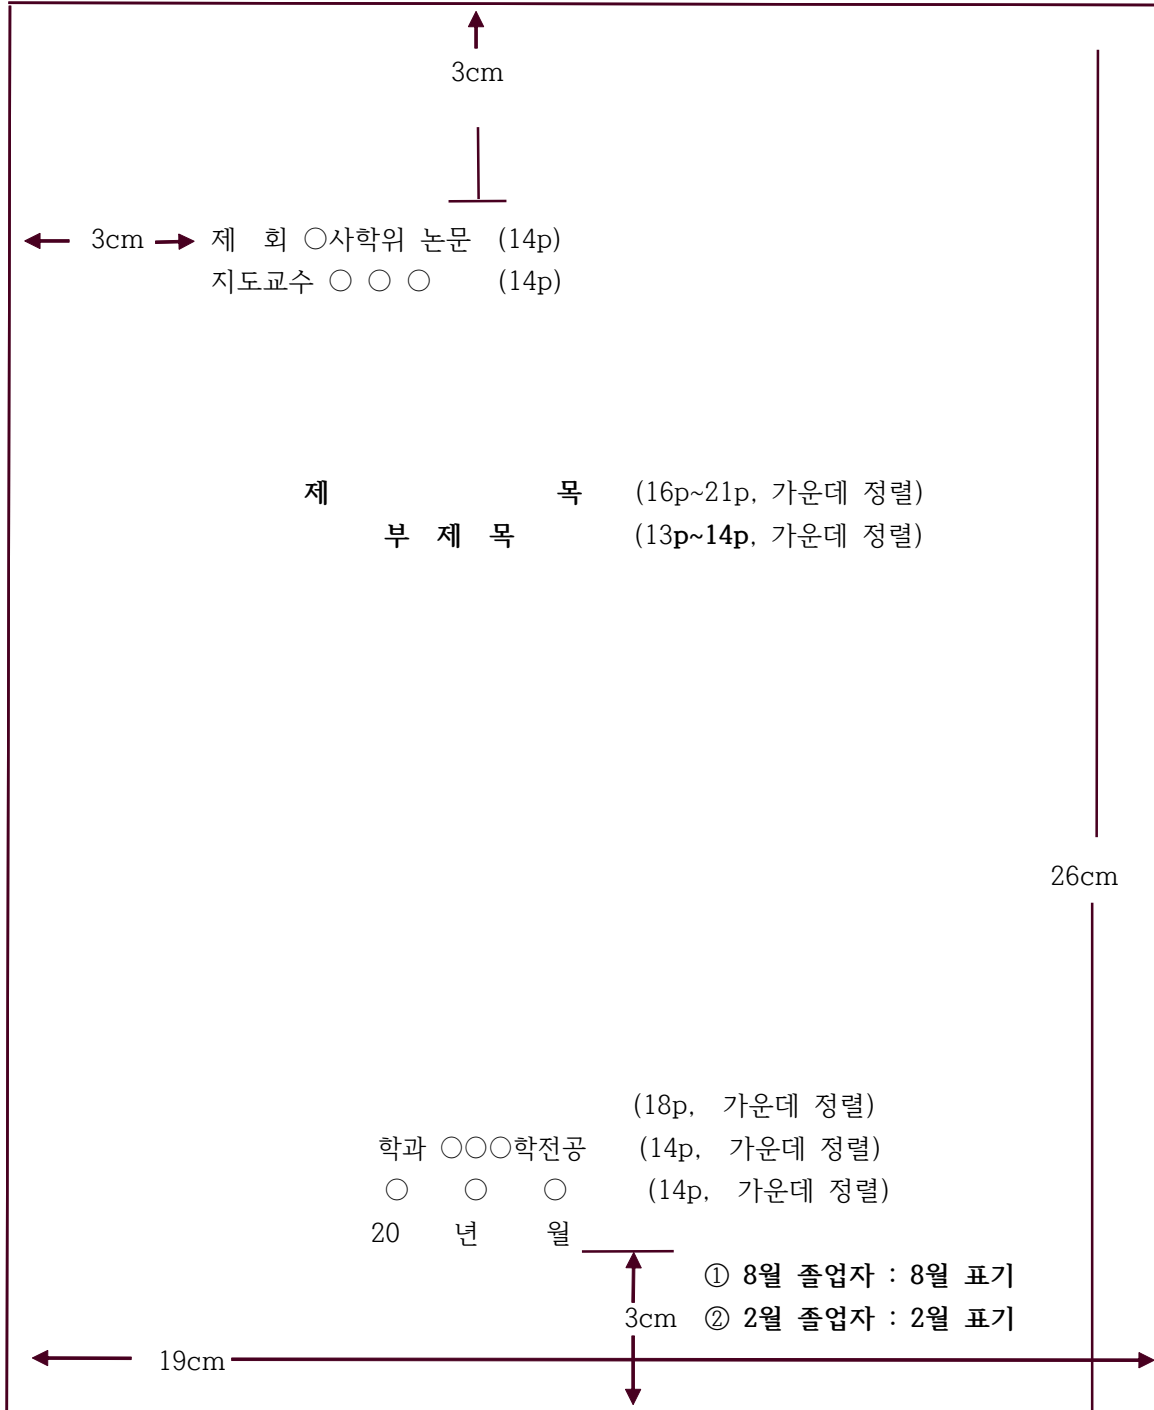 3cm
3cm 제 회 ○사학위 논문 (14p)
지도교수 ○ ○ ○ (14p)
제 목 (16p~21p, 가운데 정렬)
부 제 목 (13p~14p, 가운데 정렬)
26cm
(18p, 가운데 정렬)
학과 ○○○학전공 (14p, 가운데 정렬)
○ ○ ○ (14p, 가운데 정렬)
20 년 월
① 8월 졸업자 : 8월 표기
3cm ② 2월 졸업자 : 2월 표기
19cm